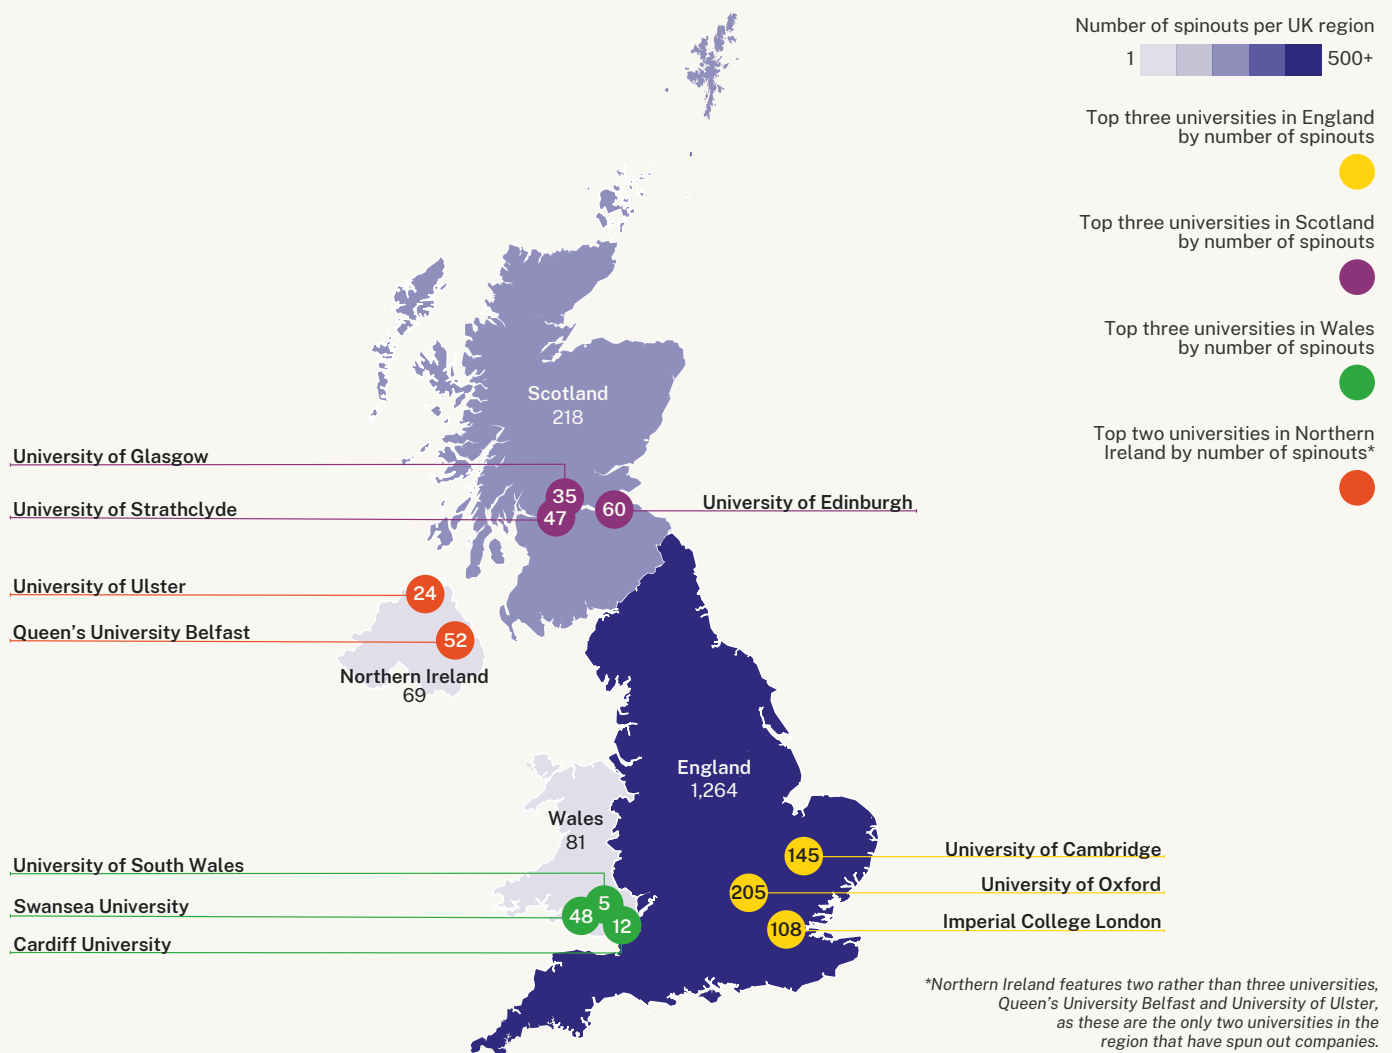 Number of spinouts per UK region
1 500+
Top three universities in England
by number of spinouts
Top three universities in Scotland
by number of spinouts
Top three universities in Wales
by number of spinouts
Top two universities in Northern
Ireland by number of spinouts*
Scotland
218
University of Glasgow
35
University of Strathclyde
47
60
University of Edinburgh
University of Ulster
24
Queen’s University Belfast
52
Northern Ireland
69
England
1,264
Wales
81
University of South Wales
5
Swansea University
48
Cardiff University
12
145
University of Cambridge
205
University of Oxford
108
Imperial College London
*Northern Ireland features two rather than three universities,
Queen’s University Belfast and University of Ulster,
as these are the only two universities in the
region that have spun out companies.